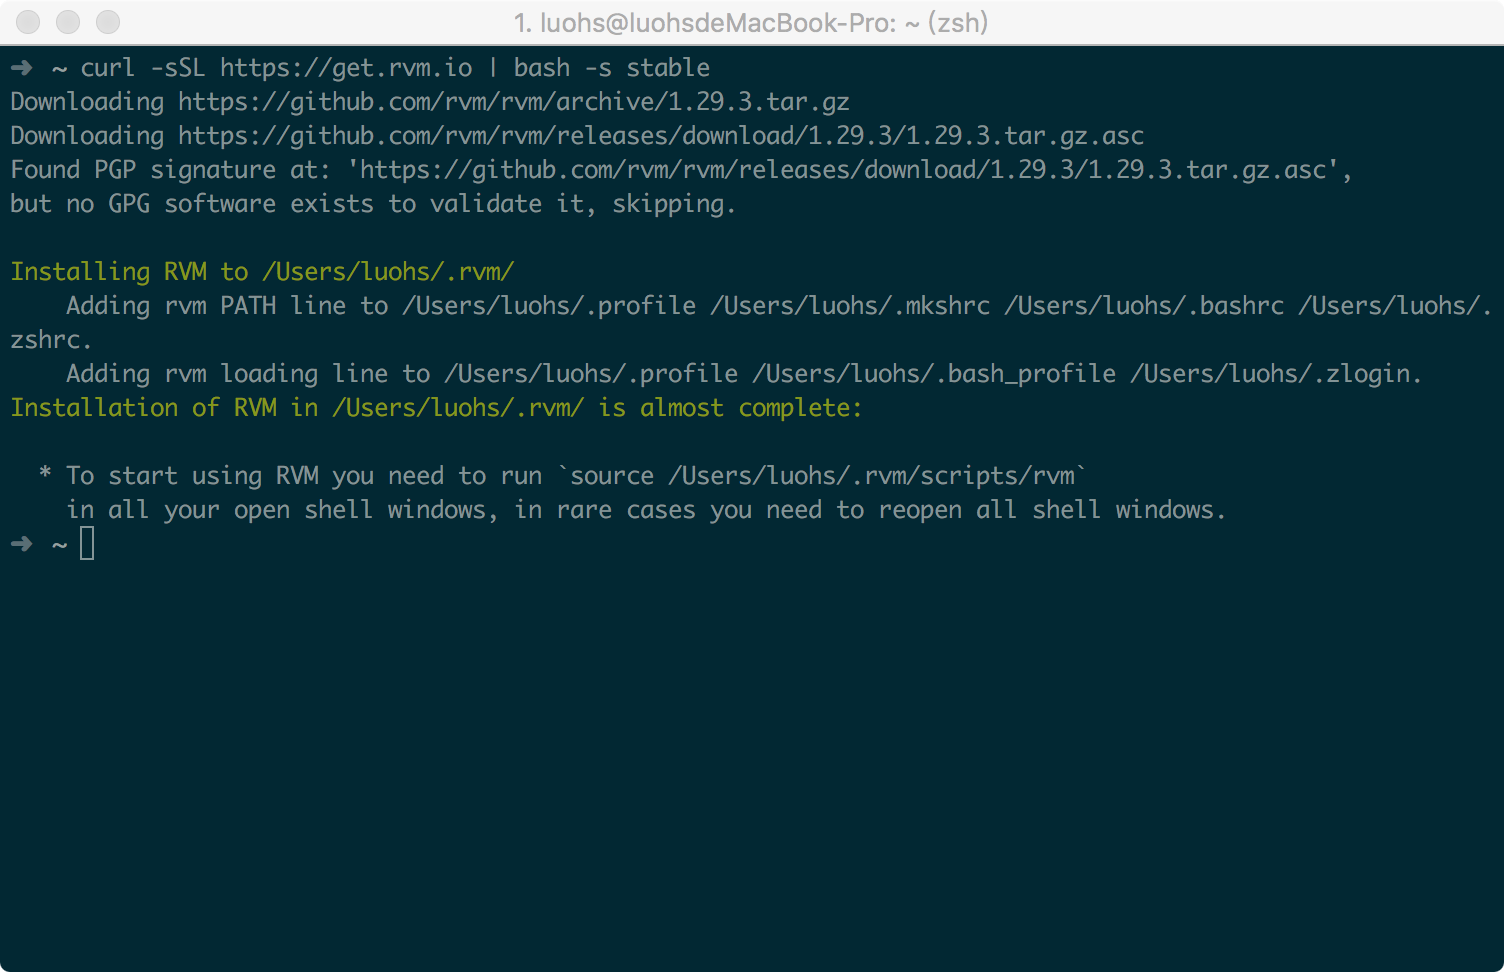 1. luohs@luohsdeMacBook-Pro: ~ (zsh)
➜  ~ curl -sSL https://get.rvm.io | bash -s stable
Downloading https://github.com/rvm/rvm/archive/1.29.3.tar.gz
Downloading https://github.com/rvm/rvm/releases/download/1.29.3/1.29.3.tar.gz.asc
Found PGP signature at: 'https://github.com/rvm/rvm/releases/download/1.29.3/1.29.3.tar.gz.asc',
but no GPG software exists to validate it, skipping.

Installing RVM to /Users/luohs/.rvm/
    Adding rvm PATH line to /Users/luohs/.profile /Users/luohs/.mkshrc /Users/luohs/.bashrc /Users/luohs/.
zshrc.
    Adding rvm loading line to /Users/luohs/.profile /Users/luohs/.bash_profile /Users/luohs/.zlogin.
Installation of RVM in /Users/luohs/.rvm/ is almost complete:

  * To start using RVM you need to run `source /Users/luohs/.rvm/scripts/rvm`
    in all your open shell windows, in rare cases you need to reopen all shell windows.
➜  ~